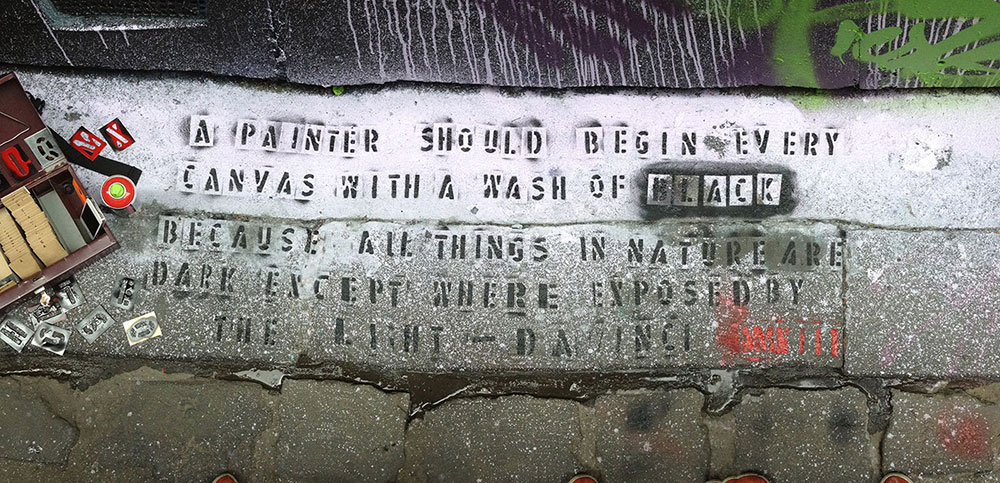 A PAINTER SHOULD BEGIN EVERY
CANVAS WITH A WASH OF BLACK
BECAUSE ALL THINGS IN NATURE ARE
DARK EXCEPT WHERE EXPOSED BY
THE LIGHT - DA VINCI